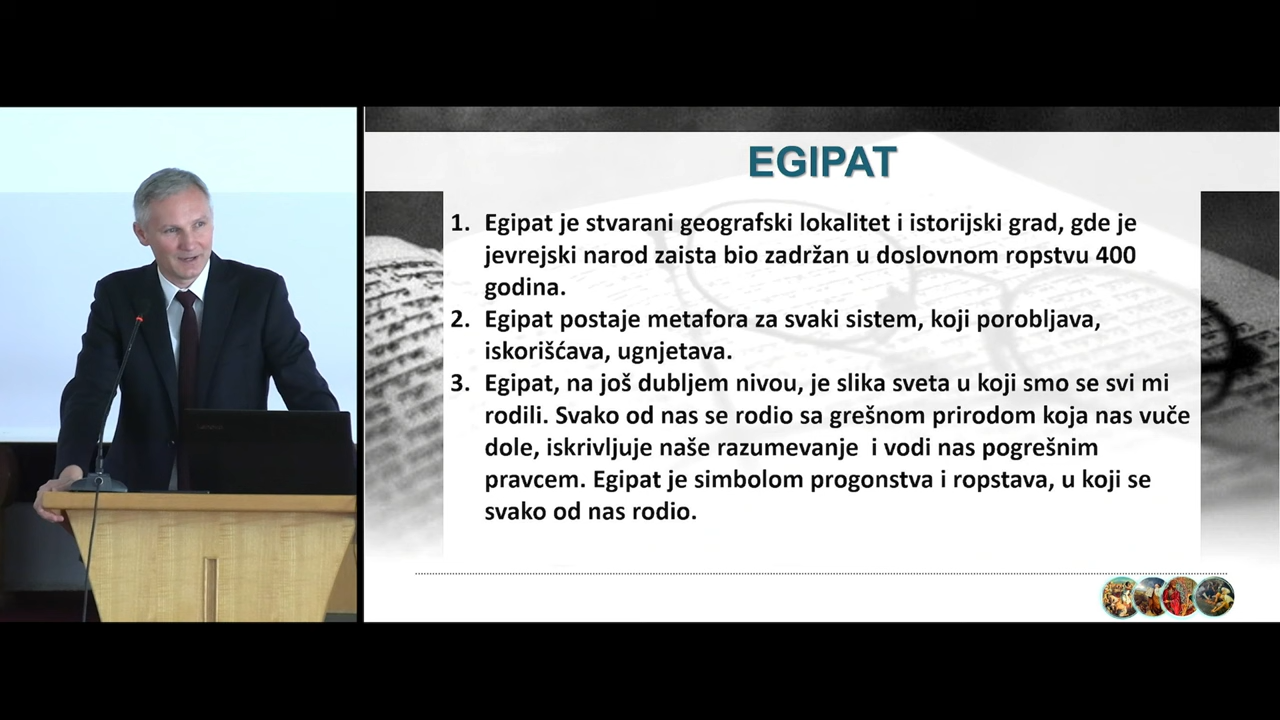 EGIPAT
1. Egipat je stvarani geografski lokalitet i istorijski grad, gde je
jevrejski narod zaista bio zadržan u doslovnom ropstvu 400
godina.
2. Egipat postaje metafora za svaki sistem, koji porobljava,
iskorišćava, ugnjetava.
3. Egipat, na još dubljem nivou, je slika sveta u koji smo se svi mi
rodili. Svako od nas se rodio sa grešnom prirodom koja nas vuče
dole, iskrivljuje naše razumevanje  i vodi nas pogrešnim
pravcem. Egipat je simbolom progonstva i ropstava, u koji se
svako od nas rodio.